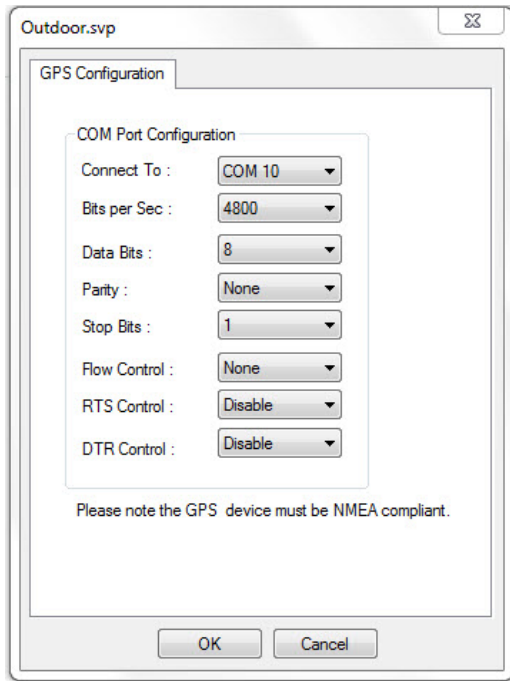 Outdoor.svp
GPS Configuration
COM Port Configuration
Connect To : COM 10
Bits per Sec : 4800
Data Bits : 8
Parity : None
Stop Bits : 1
Flow Control : None
RTS Control : Disable
DTR Control : Disable
Please note the GPS device must be NMEA compliant.
OK Cancel